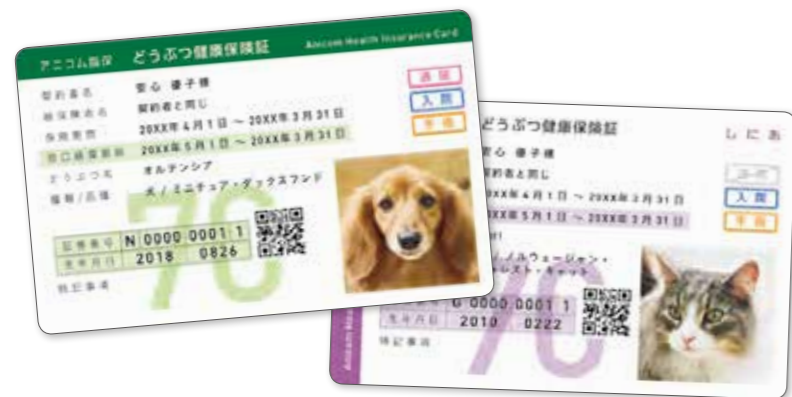 アニコム損保 どうぶつ健康保険証 Anicom Health Insurance Card
契約者名 安心 優子様
被保険者名 契約者と同じ
保険期間 20XX年4月1日 ~ 20XX年3月31日
窓口精算期間 20XX年5月1日 ~ 20XX年3月31日
どうぶつ名 オルテンシア
種類/品種 犬 / ミニチュア・ダックスフンド
証券番号 N 0000 0001 1
生年月日 2018 0826
特記事項
76
通院
入院
手術
どうぶつ健康保険証 しにあ
安心 優子様
契約者と同じ
20XX年4月1日 ~ 20XX年3月31日
20XX年5月1日 ~ 20XX年3月31日
ノルウェージャン・
フォレスト・キャット
G 0000 0001 1
生年月日 2010 0222
特記事項
76
通院
入院
手術